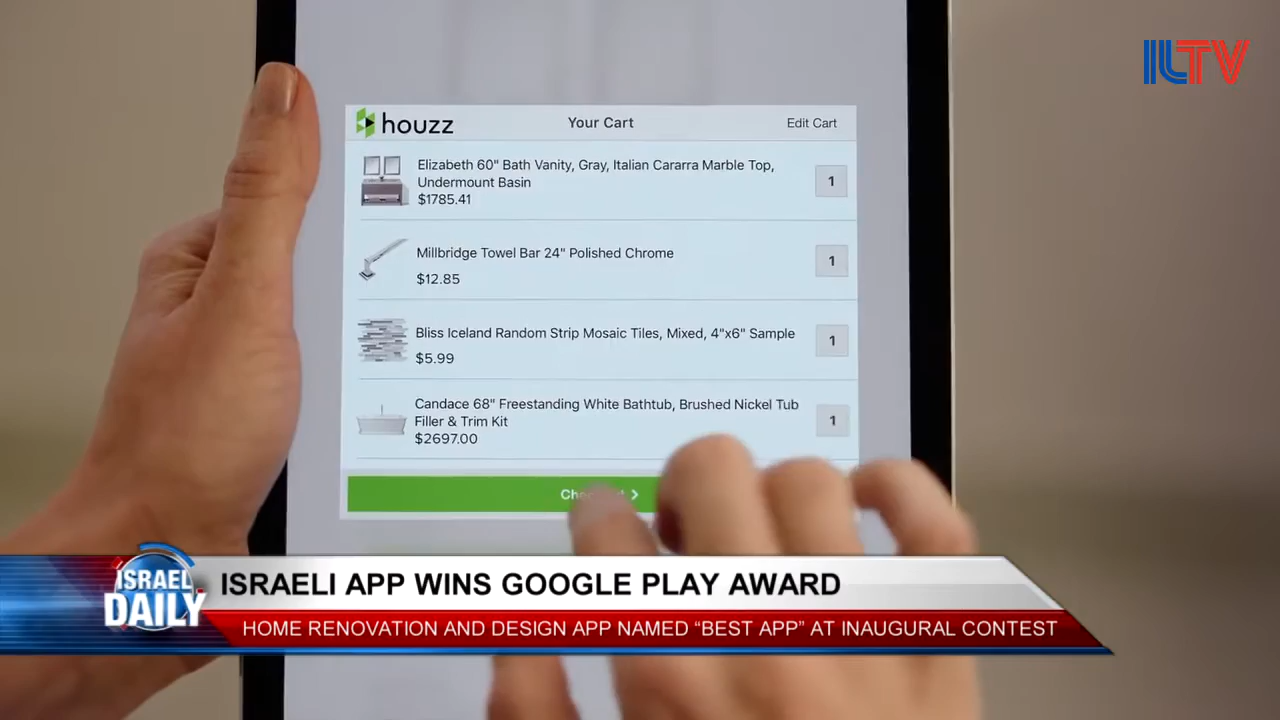 ILTV
houzz
Your Cart
Edit Cart
Elizabeth 60" Bath Vanity, Gray, Italian Cararra Marble Top,
Undermount Basin
$1785.41
1
Millbridge Towel Bar 24" Polished Chrome
$12.85
1
Bliss Iceland Random Strip Mosaic Tiles, Mixed, 4"x6" Sample
$5.99
1
Candace 68" Freestanding White Bathtub, Brushed Nickel Tub
Filler & Trim Kit
$2697.00
1
ISRAEL
DAILY
ISRAELI APP WINS GOOGLE PLAY AWARD
HOME RENOVATION AND DESIGN APP NAMED “BEST APP” AT INAUGURAL CONTEST